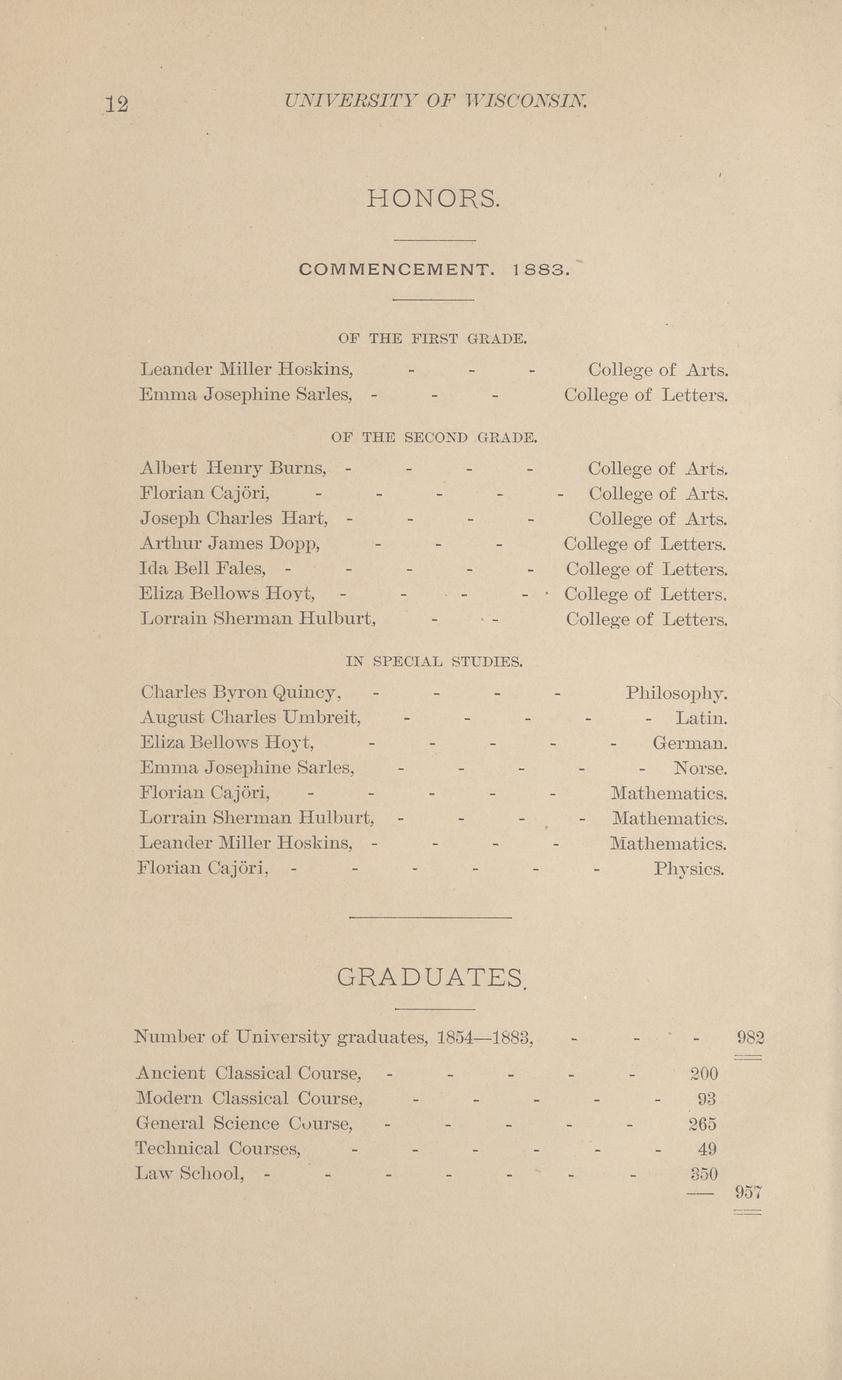 12 UNIVERSITY OF WISCONSIN.
HONORS.
COMMENCEMENT. 1883.
OF THE FIRST GRADE.
Leander Miller Hoskins, - - - College of Arts.
Emma Josephine Sarles, - - - College of Letters.
OF THE SECOND GRADE.
Albert Henry Burns, - - - - College of Arts.
Florian Cajöri, - - - - - College of Arts.
Joseph Charles Hart, - - - - College of Arts.
Arthur James Dopp, - - - College of Letters.
Ida Bell Fales, - - - - - College of Letters.
Eliza Bellows Hoyt, - - - - College of Letters.
Lorrain Sherman Hulburt, - - College of Letters.
IN SPECIAL STUDIES.
Charles Byron Quincy, - - - - Philosophy.
August Charles Umbreit, - - - - - Latin.
Eliza Bellows Hoyt, - - - - - German.
Emma Josephine Sarles, - - - - - Norse.
Florian Cajöri, - - - - - Mathematics.
Lorrain Sherman Hulburt, - - - - Mathematics.
Leander Miller Hoskins, - - - - Mathematics.
Florian Cajöri, - - - - - - Physics.
GRADUATES.
Number of University graduates, 1854—1883, - - - 982
Ancient Classical Course, - - - - - 200
Modern Classical Course, - - - - - 93
General Science Course, - - - - - 265
Technical Courses, - - - - - - 49
Law School, - - - - - - - 350
— 957